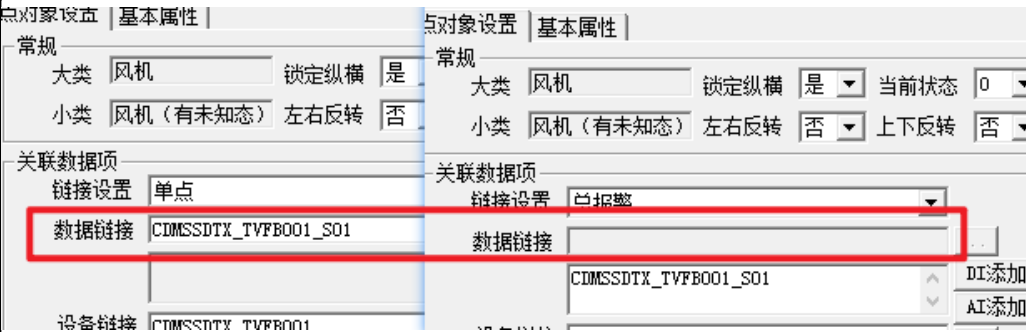 点对象设置 基本属性
常规
大类 风机 锁定纵横 是
小类 风机（有未知态） 左右反转 否
关联数据项
链接设置 单点
数据链接 CDMSSDTX_TVFB001_S01
设备链接 CDMSSDTX_TVFB001
点对象设置 基本属性
常规
大类 风机 锁定纵横 是 当前状态 0
小类 风机（有未知态） 左右反转 否 上下反转 否
关联数据项
链接设置 总报警
数据链接 ..
CDMSSDTX_TVFB001_S01
DI添加
AI添加